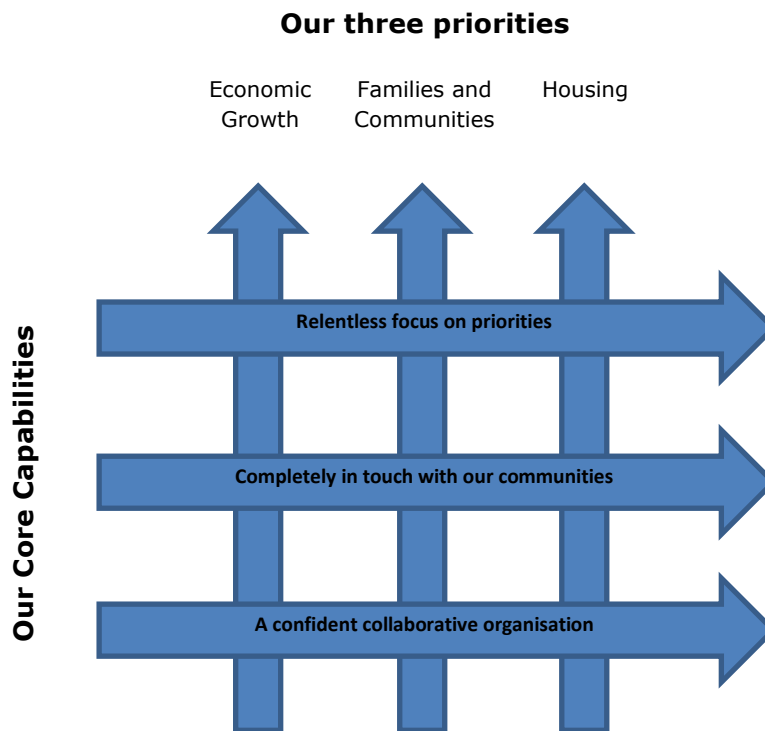 Our three priorities
Economic
Growth
Families and
Communities
Housing
Our Core Capabilities
Relentless focus on priorities
Completely in touch with our communities
A confident collaborative organisation